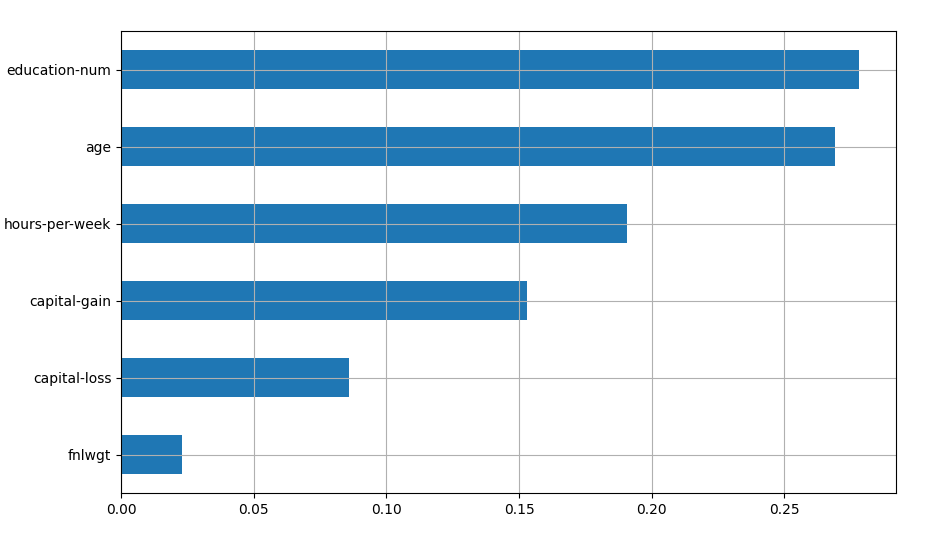 education-num
age
hours-per-week
capital-gain
capital-loss
fnlwgt
0.00 0.05 0.10 0.15 0.20 0.25